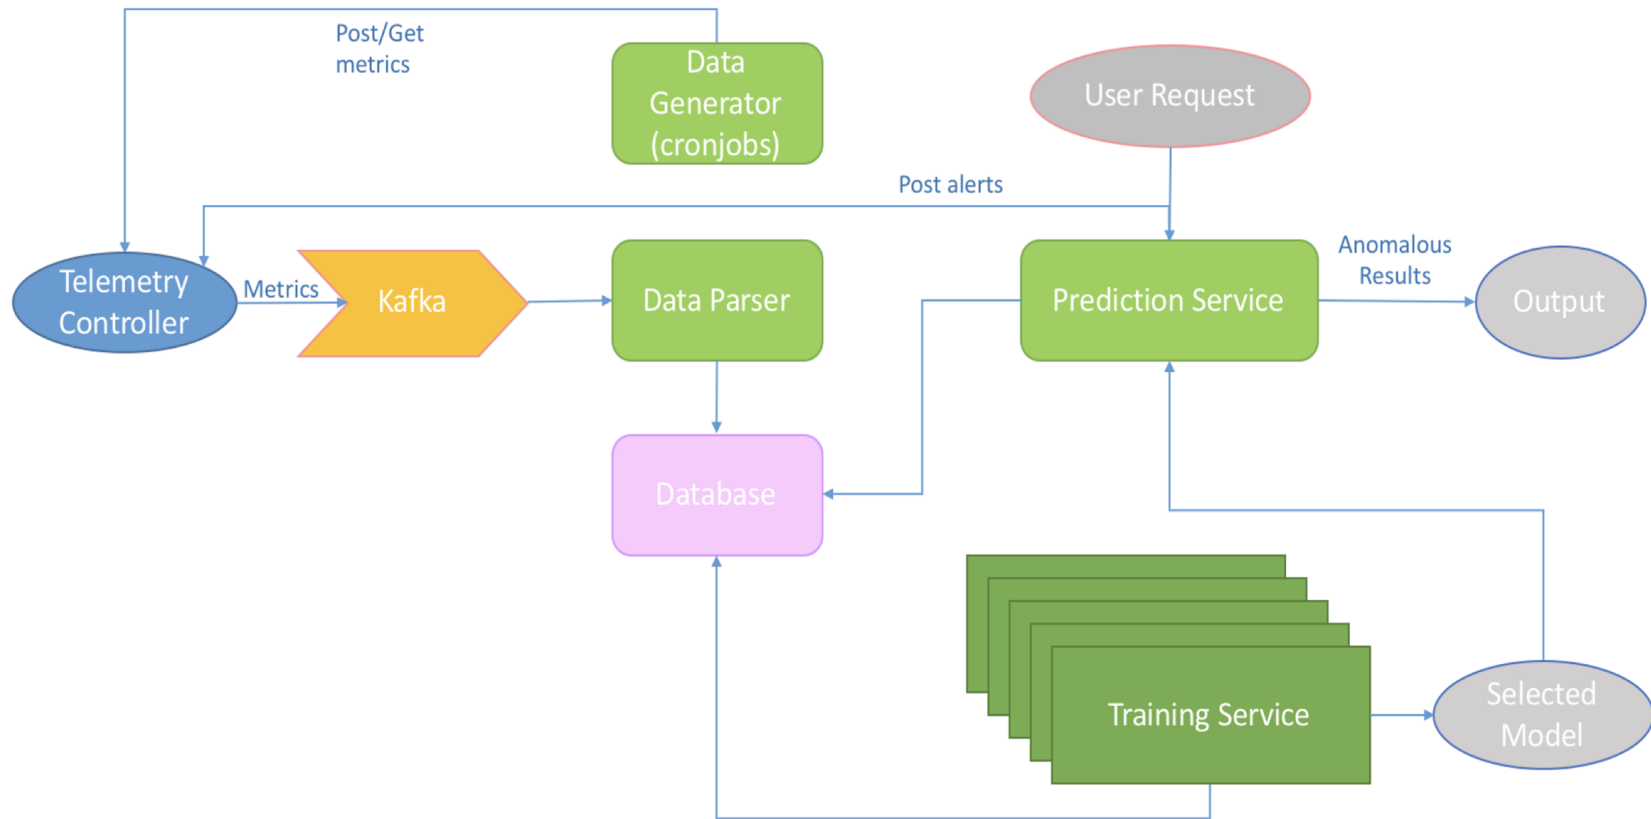 Post/Get
metrics
Data
Generator
(cronjobs)
User Request
Post alerts
Telemetry
Controller
Metrics
Kafka
Data Parser
Prediction Service
Anomalous
Results
Output
Database
Training Service
Selected
Model